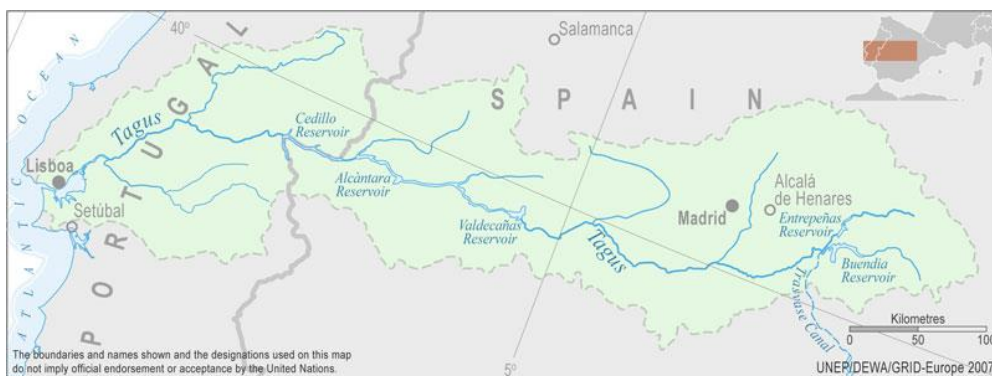 40°
Salamanca
SPAIN
PORTUGAL
ATLANTIC OCEAN
Tagus
Cedillo
Reservoir
Lisboa
Alcántara
Reservoir
Setúbal
Alcalá
de Henares
Madrid
Entrepeñas
Reservoir
Valdecañas
Reservoir
Tagus
Buendia
Reservoir
Trasvase Canal
Kilometres
0 50 100
The boundaries and names shown and the designations used on this map
do not imply official endorsement or acceptance by the United Nations.
5°
UNEP/DEWA/GRID-Europe 2007